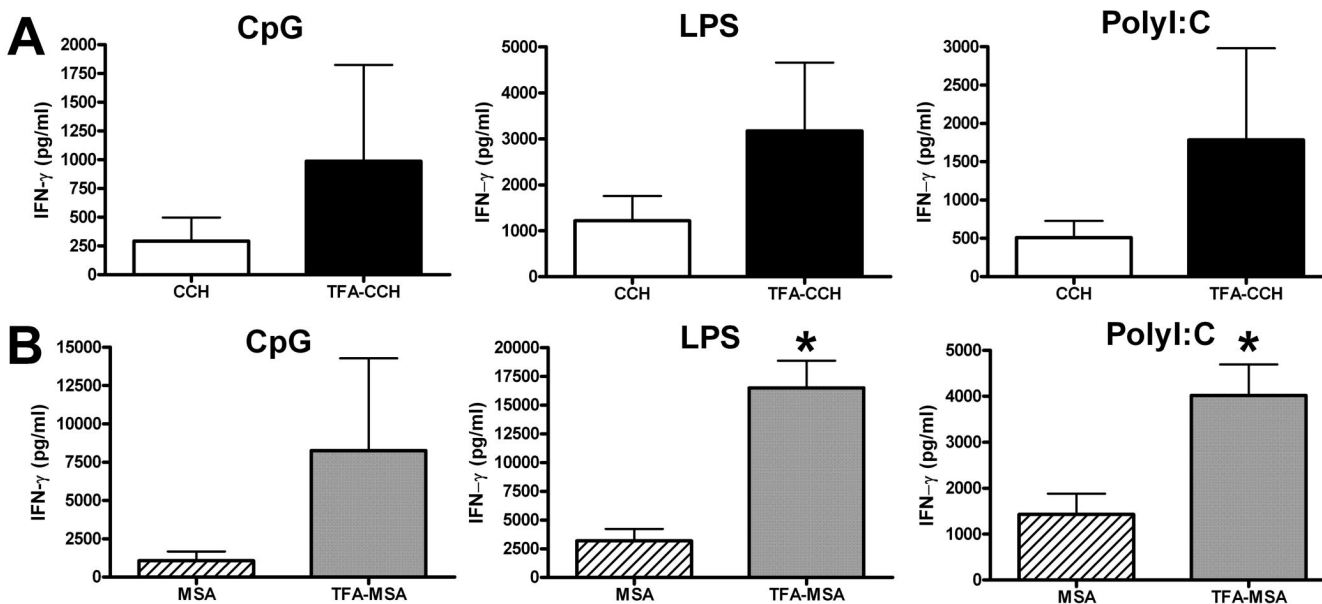 A
CpG
IFN-γ (pg/ml)
2000
1750
1500
1250
1000
750
500
250
0
CCH
TFA-CCH
LPS
IFN-γ (pg/ml)
5000
4000
3000
2000
1000
0
CCH
TFA-CCH
PolyI:C
IFN-γ (pg/ml)
3000
2500
2000
1500
1000
500
0
CCH
TFA-CCH
B
CpG
IFN-γ (pg/ml)
15000
12500
10000
7500
5000
2500
0
MSA
TFA-MSA
LPS
*
IFN-γ (pg/ml)
20000
17500
15000
12500
10000
7500
5000
2500
0
MSA
TFA-MSA
PolyI:C
*
IFN-γ (pg/ml)
5000
4000
3000
2000
1000
0
MSA
TFA-MSA